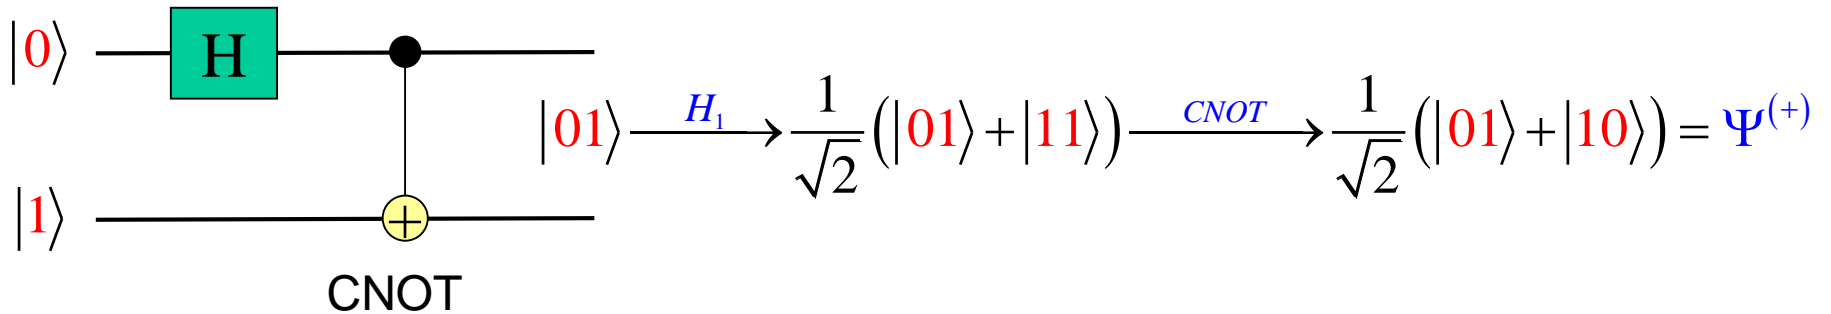 |0⟩ H
|01⟩ —H₁→ 1/√2 (|01⟩ + |11⟩) —CNOT→ 1/√2 (|01⟩ + |10⟩) = Ψ⁽⁺⁾
|1⟩
CNOT